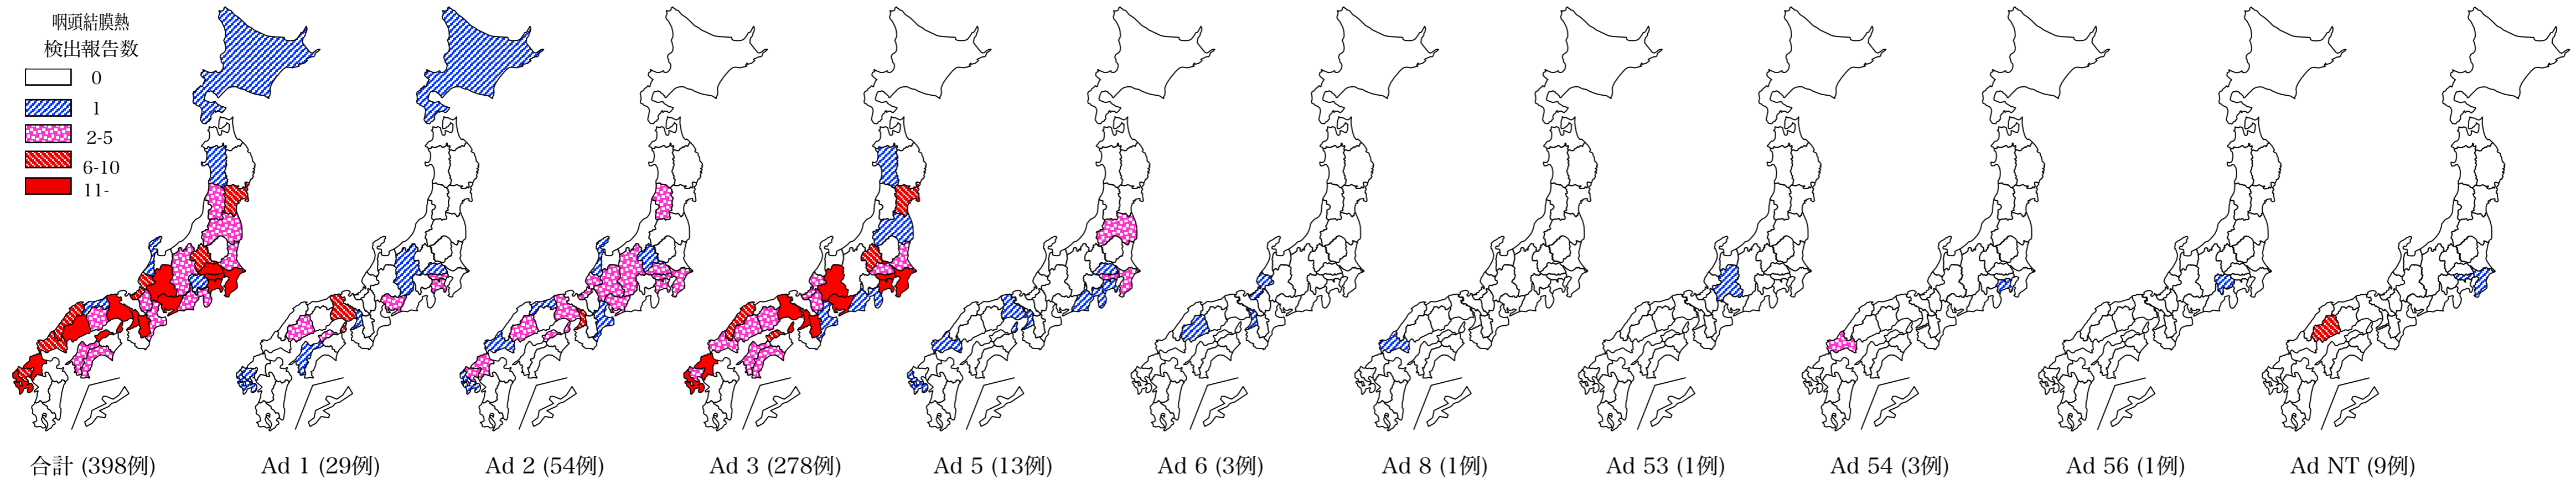 咽頭結膜熱
検出報告数
0
1
2-5
6-10
11-
合計 (398例)
Ad 1 (29例)
Ad 2 (54例)
Ad 3 (278例)
Ad 5 (13例)
Ad 6 (3例)
Ad 8 (1例)
Ad 53 (1例)
Ad 54 (3例)
Ad 56 (1例)
Ad NT (9例)